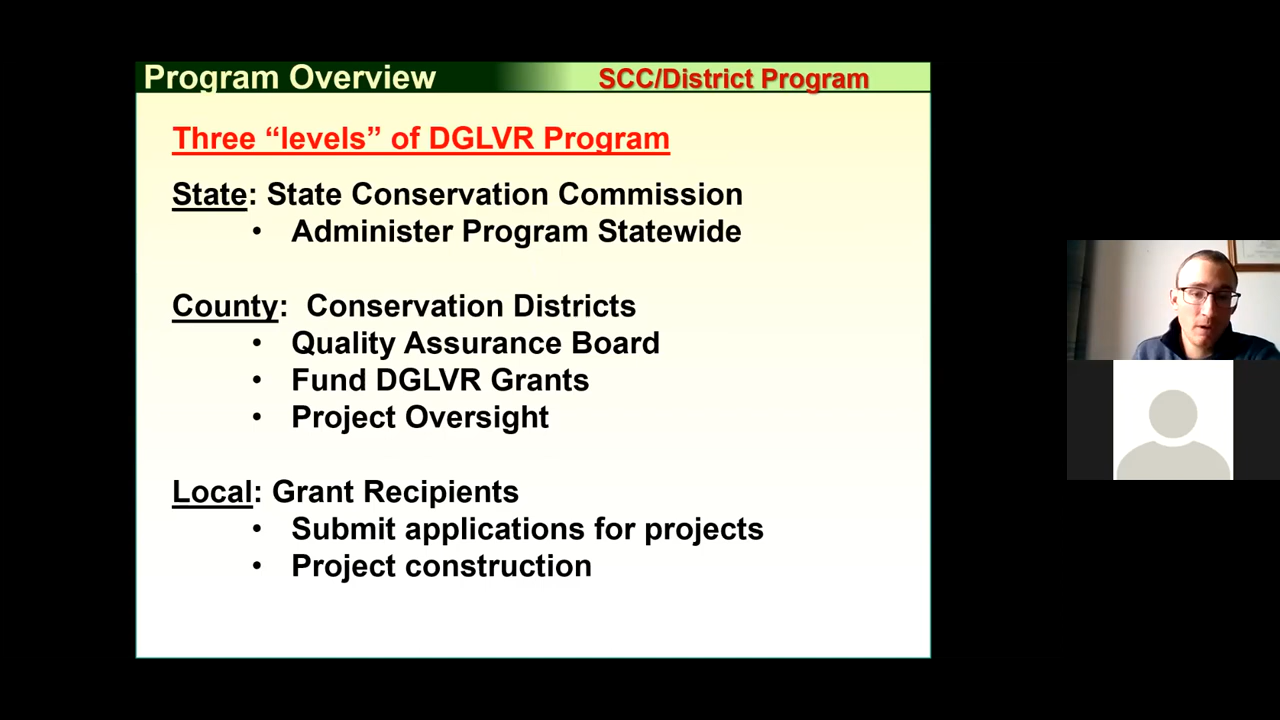 Program Overview
SCC/District Program
Three “levels” of DGLVR Program
State: State Conservation Commission
• Administer Program Statewide
County: Conservation Districts
• Quality Assurance Board
• Fund DGLVR Grants
• Project Oversight
Local: Grant Recipients
• Submit applications for projects
• Project construction